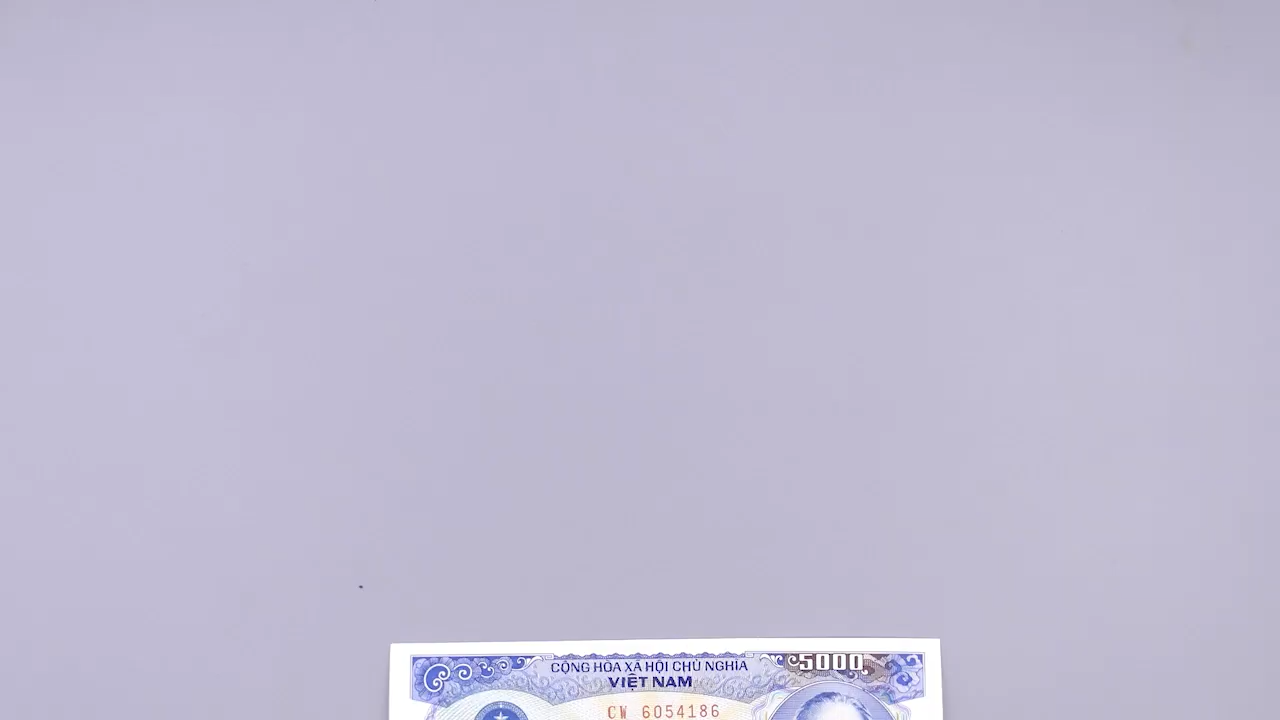 CỘNG HÒA XÃ HỘI CHỦ NGHĨA
5000
VIỆT NAM
CW 6054186